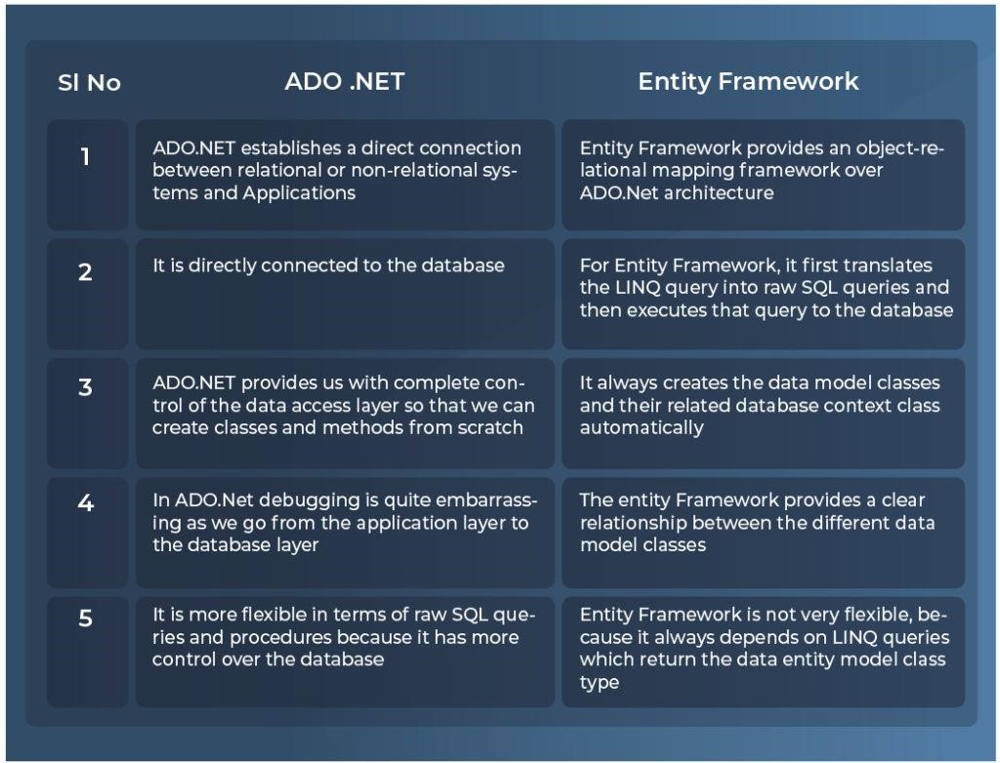 Sl No
ADO .NET
Entity Framework
1
ADO.NET establishes a direct connection
between relational or non-relational sys-
tems and Applications
Entity Framework provides an object-re-
lational mapping framework over
ADO.Net architecture
2
It is directly connected to the database
For Entity Framework, it first translates
the LINQ query into raw SQL queries and
then executes that query to the database
3
ADO.NET provides us with complete con-
trol of the data access layer so that we can
create classes and methods from scratch
It always creates the data model classes
and their related database context class
automatically
4
In ADO.Net debugging is quite embarrass-
ing as we go from the application layer to
the database layer
The entity Framework provides a clear
relationship between the different data
model classes
5
It is more flexible in terms of raw SQL que-
ries and procedures because it has more
control over the database
Entity Framework is not very flexible, be-
cause it always depends on LINQ queries
which return the data entity model class
type